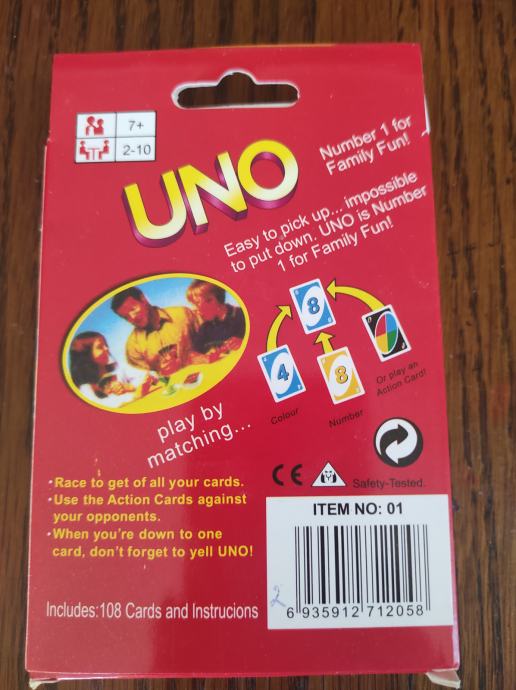 7+
2-10
UNO
Number 1 for
Family Fun!
Easy to pick up... impossible
to put down. UNO is Number
1 for Family Fun!
8
4
8
Colour
Number
Or play an
Action Card!
play by
matching...
•Race to get of all your cards.
•Use the Action Cards against
your opponents.
•When you're down to one
card, don't forget to yell UNO!
CE
Safety-Tested.
ITEM NO: 01
6 935912 712058
Includes:108 Cards and Instrucions